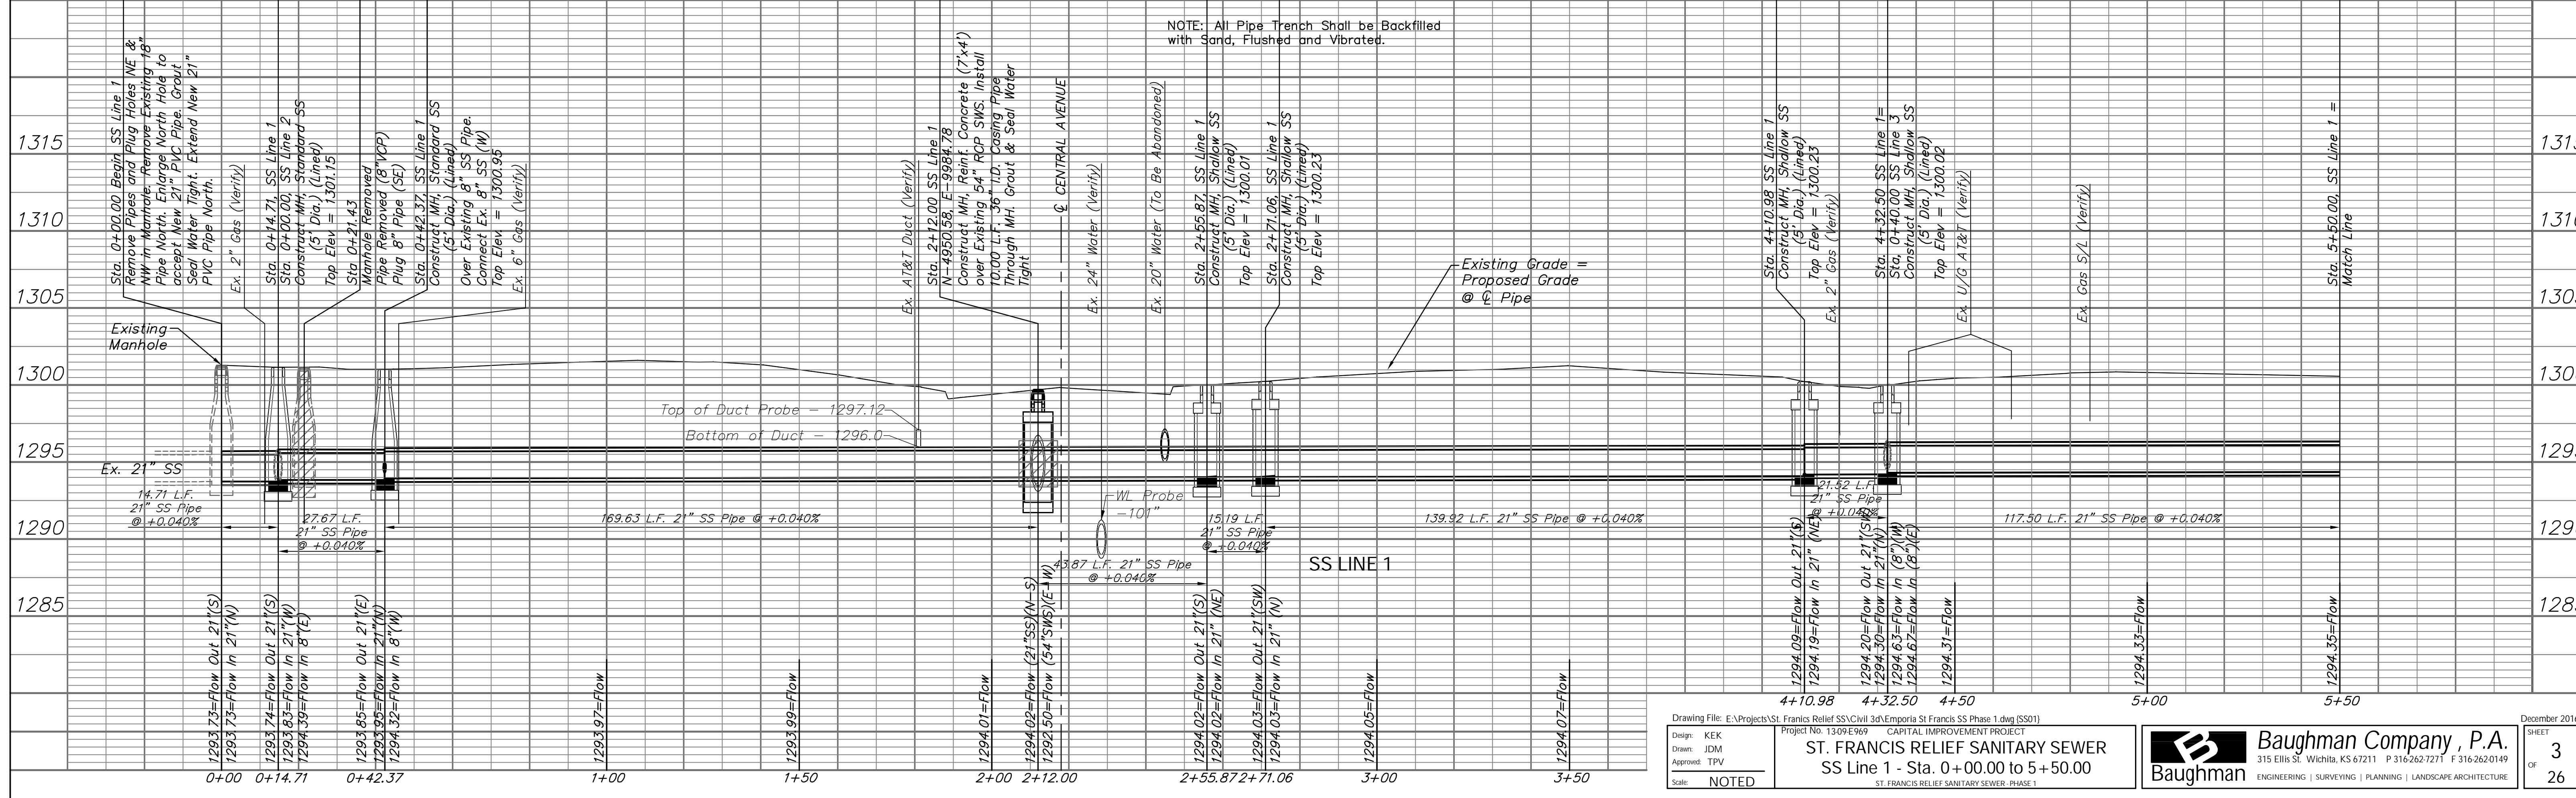 NOTE: All Pipe Trench Shall be Backfilled
with Sand, Flushed and Vibrated.
Sta. 0+00.00 Begin SS Line 1
Remove Pipes and Plug Holes NE &
NW in Manhole. Remove Existing 18"
Pipe North. Enlarge North Hole to
accept New 21" PVC Pipe. Grout
Seal Water Tight. Extend New 21"
PVC Pipe North.
Ex. 2" Gas (Verify)
Sta. 0+14.71, SS Line 1
Sta. 0+00.00, SS Line 2
Construct MH, Standard SS
(5' Dia.) (Lined)
Top Elev = 1301.15
Sta 0+21.43
Manhole Removed
Pipe Removed (8"VCP)
Plug 8" Pipe (SE)
Sta. 0+42.37, SS Line 1
Construct MH, Standard SS
(5' Dia.) (Lined)
Over Existing 8" SS Pipe.
Connect Ex. 8" SS (W)
Top Elev. = 1300.95
Ex. 6" Gas (Verify)
Ex. AT&T Duct (Verify)
Sta. 2+12.00 SS Line 1
N-4950.58, E-9984.78
Construct MH, Reinf. Concrete (7'x4')
over Existing 54" RCP SWS. Install
10.00 L.F. 36" I.D. Casing Pipe
Through MH. Grout & Seal Water
Tight
℄ CENTRAL AVENUE
Ex. 24" Water (Verify)
Ex. 20" Water (To Be Abandoned)
Sta. 2+55.87, SS Line 1
Construct MH, Shallow SS
(5' Dia.) (Lined)
Top Elev = 1300.01
Sta. 2+71.06, SS Line 1
Construct MH, Shallow SS
(5' Dia.) (Lined)
Top Elev = 1300.23
Existing Grade =
Proposed Grade
@ ℄ Pipe
Sta. 4+10.98 SS Line 1
Construct MH, Shallow SS
(5' Dia.) (Lined)
Top Elev = 1300.23
Ex. 2" Gas (Verify)
Sta. 4+32.50 SS Line 1=
Sta, 0+40.00 SS Line 3
Construct MH, Shallow SS
(5' Dia.) (Lined)
Top Elev = 1300.02
Ex. U/G AT&T (Verify)
Ex. Gas S/L (Verify)
Sta. 5+50.00, SS Line 1 =
Match Line
1315
1310
1305
1300
1295
1290
1285
Existing
Manhole
Ex. 21" SS
Top of Duct Probe - 1297.12
Bottom of Duct - 1296.0
WL Probe
-101"
14.71 L.F.
21" SS Pipe
@ +0.040%
27.67 L.F.
21" SS Pipe
@ +0.040%
169.63 L.F. 21" SS Pipe @ +0.040%
43.87 L.F. 21" SS Pipe
@ +0.040%
15.19 L.F.
21" SS Pipe
@ +0.040%
SS LINE 1
139.92 L.F. 21" SS Pipe @ +0.040%
21.52 L.F.
21" SS Pipe
@ +0.040%
117.50 L.F. 21" SS Pipe @ +0.040%
1293.73=Flow Out 21"(S)
1293.73=Flow In 21"(N)
1293.74=Flow Out 21"(S)
1293.83=Flow In 21"(W)
1294.39=Flow In 8"(E)
1293.85=Flow Out 21"(E)
1293.95=Flow In 21"(N)
1294.32=Flow In 8"(W)
1293.97=Flow
1293.99=Flow
1294.01=Flow
1294.02=Flow (21"SS)(N-S)
1292.50=Flow (54"SWS)(E-W)
1294.02=Flow Out 21"(S)
1294.02=Flow In 21" (NE)
1294.03=Flow Out 21"(SW)
1294.03=Flow In 21" (N)
1294.05=Flow
1294.07=Flow
1294.09=Flow Out 21"(S)
1294.19=Flow In 21" (NE)
1294.20=Flow Out 21"(SW)
1294.30=Flow In 21"(N)
1294.63=Flow In (8")(W)
1294.67=Flow In (8")(E)
1294.31=Flow
1294.33=Flow
1294.35=Flow
0+00
0+14.71
0+42.37
1+00
1+50
2+00
2+12.00
2+55.87
2+71.06
3+00
3+50
4+10.98
4+32.50
4+50
5+00
5+50
Drawing File: E:\Projects\St. Franics Relief SS\Civil 3d\Emporia St Francis SS Phase 1.dwg (SS01)
December 2016
Design: KEK
Drawn: JDM
Approved: TPV
Scale: NOTED
Project No. 13-09-E969 CAPITAL IMPROVEMENT PROJECT
ST. FRANCIS RELIEF SANITARY SEWER
SS Line 1 - Sta. 0+00.00 to 5+50.00
ST. FRANCIS RELIEF SANITARY SEWER - PHASE 1
Baughman
Baughman Company, P.A.
315 Ellis St. Wichita, KS 67211 P 316-262-7271 F 316-262-0149
ENGINEERING | SURVEYING | PLANNING | LANDSCAPE ARCHITECTURE
SHEET
3
OF
26